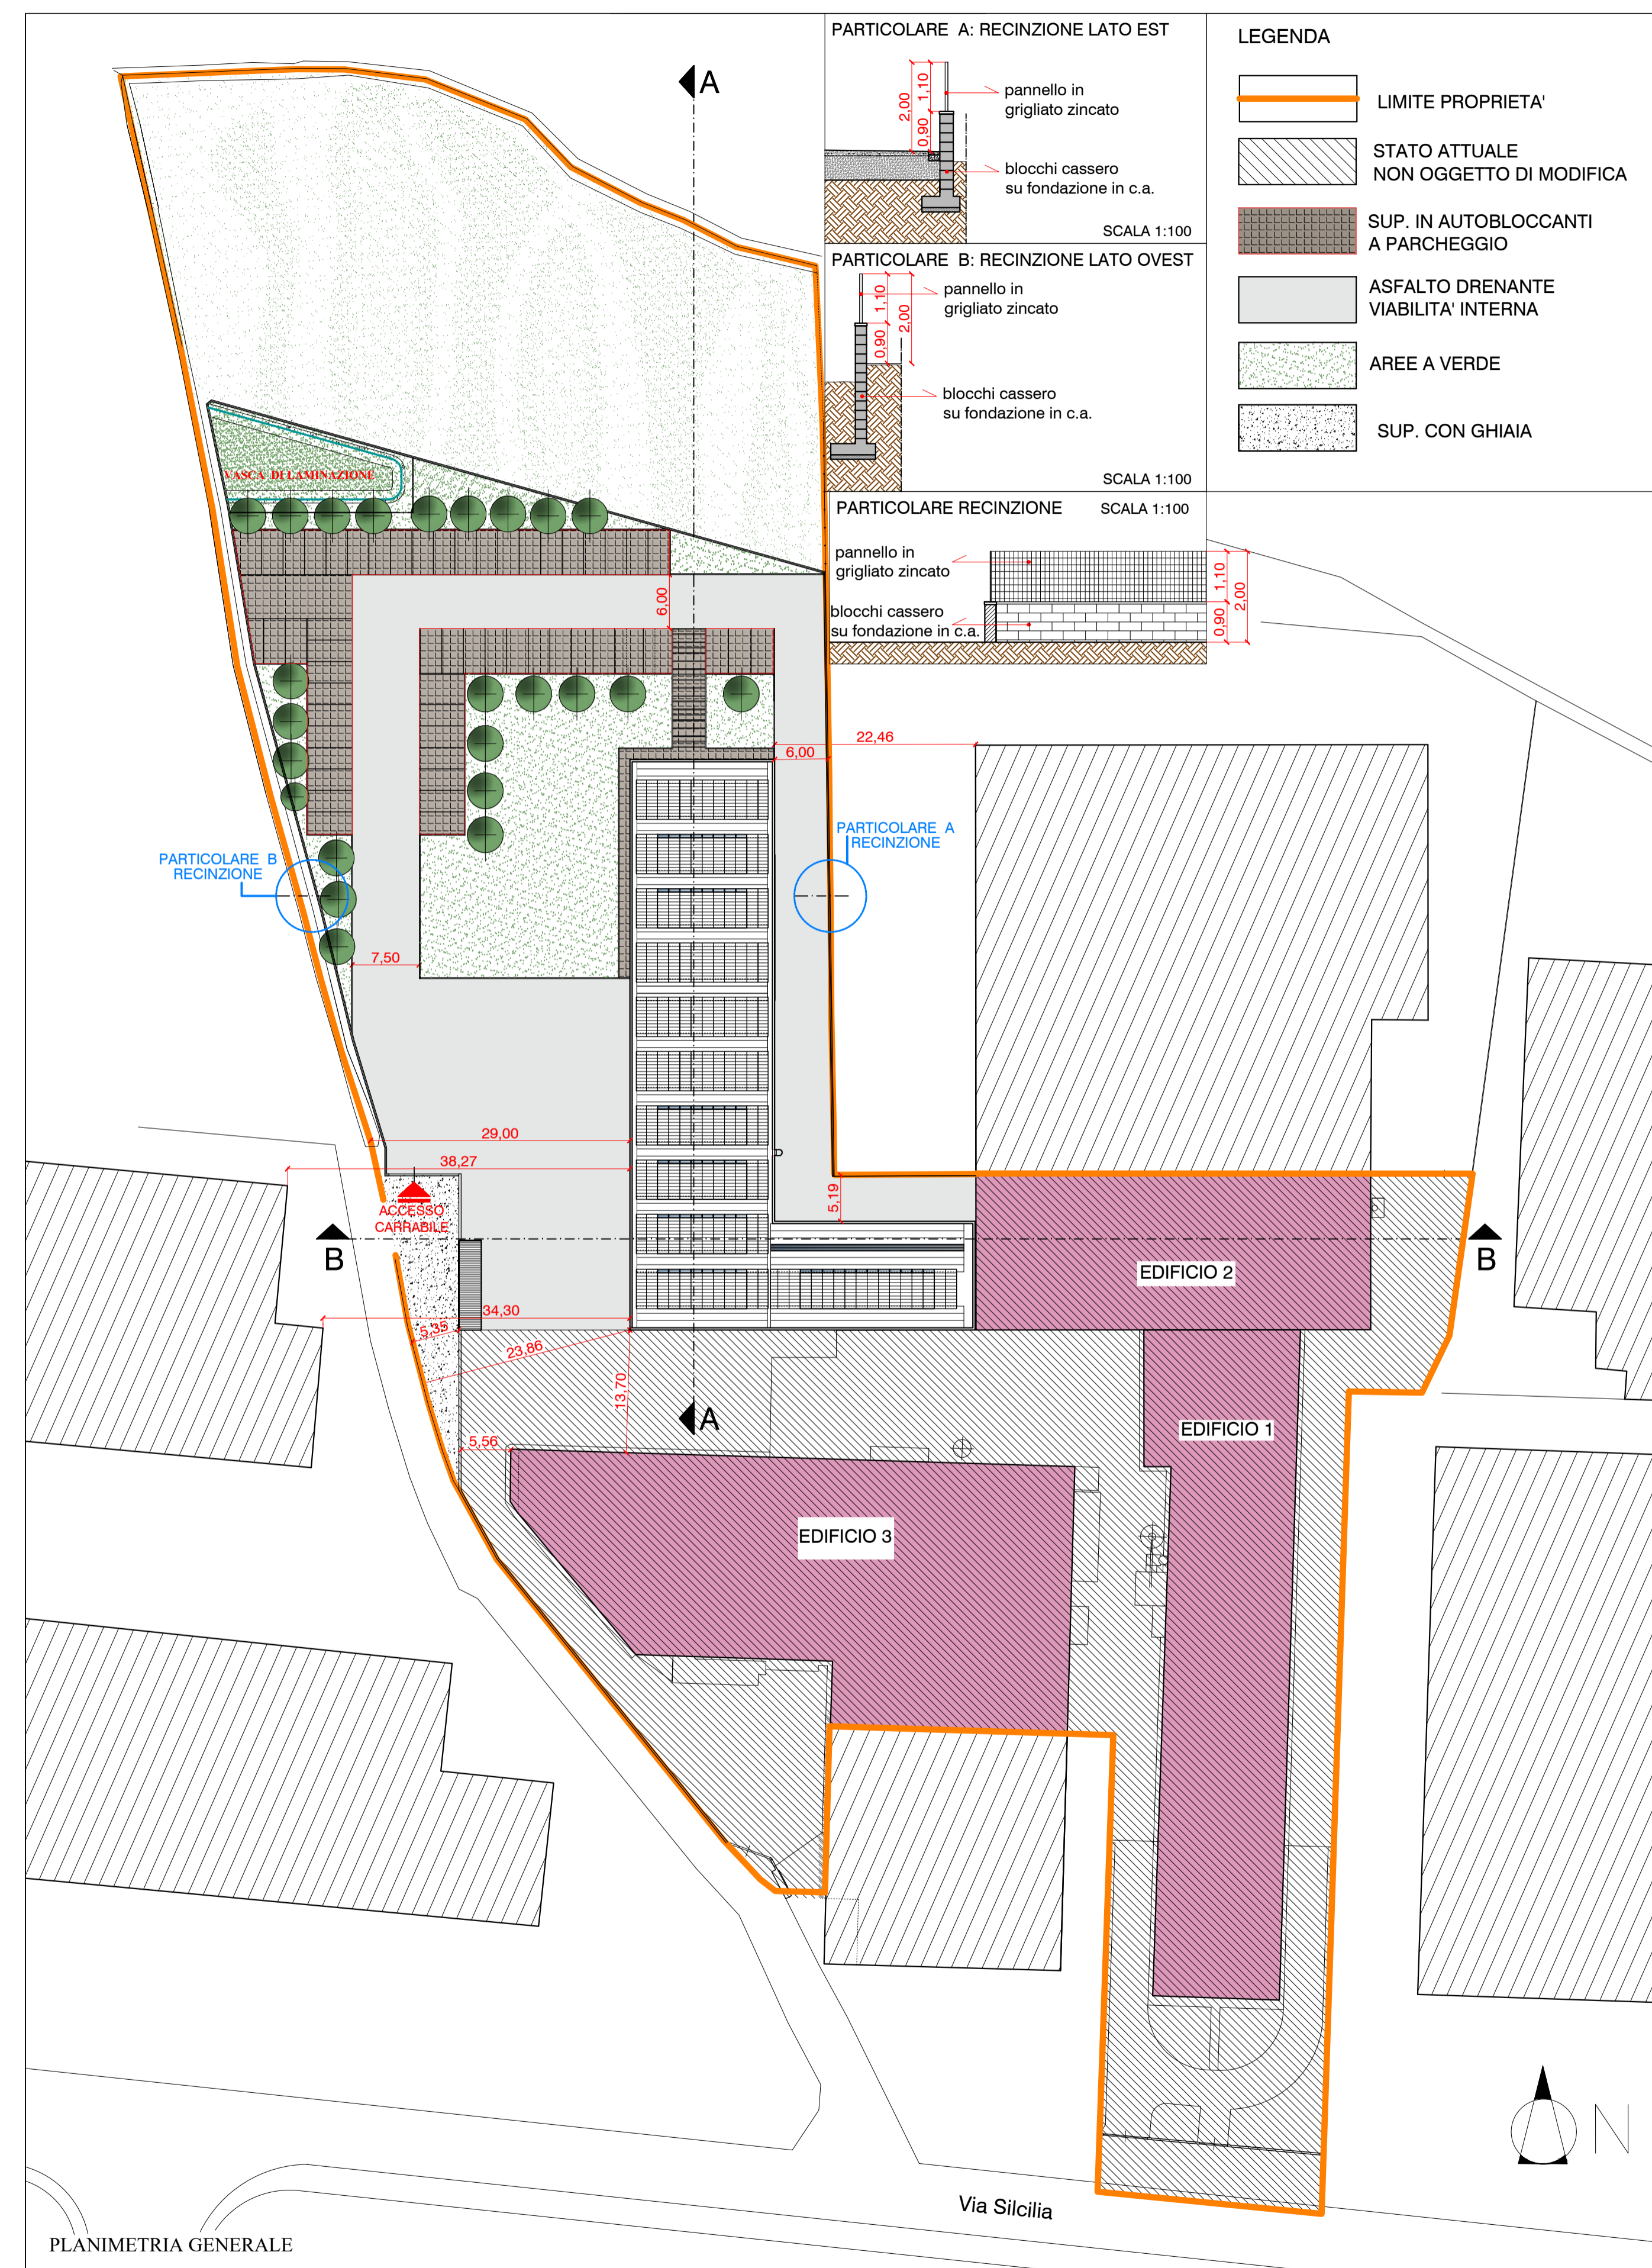 PARTICOLARE A: RECINZIONE LATO EST
2,00
1,10
0,90
pannello in
grigliato zincato
blocchi cassero
su fondazione in c.a.
SCALA 1:100
PARTICOLARE B: RECINZIONE LATO OVEST
1,10
0,90
2,00
pannello in
grigliato zincato
blocchi cassero
su fondazione in c.a.
SCALA 1:100
PARTICOLARE RECINZIONE SCALA 1:100
pannello in
grigliato zincato
blocchi cassero
su fondazione in c.a.
1,10
0,90
2,00
LEGENDA
LIMITE PROPRIETA'
STATO ATTUALE
NON OGGETTO DI MODIFICA
SUP. IN AUTOBLOCCANTI
A PARCHEGGIO
ASFALTO DRENANTE
VIABILITA' INTERNA
AREE A VERDE
SUP. CON GHIAIA
A
VASCA DI LAMINAZIONE
6,00
22,46
6,00
PARTICOLARE A
RECINZIONE
PARTICOLARE B
RECINZIONE
7,50
29,00
38,27
5,19
ACCESSO
CARRABILE
B
B
EDIFICIO 2
34,30
5,35
23,86
13,70
A
5,56
EDIFICIO 1
EDIFICIO 3
N
Via Silcilia
PLANIMETRIA GENERALE